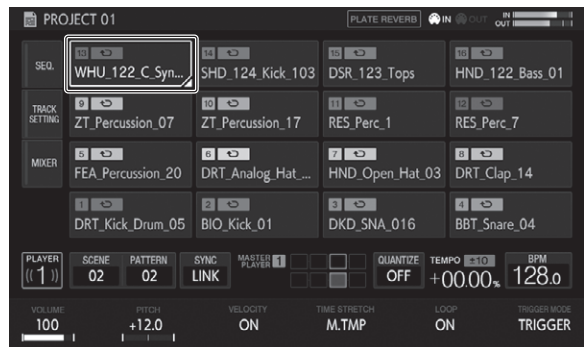 PROJECT 01 PLATE REVERB IN OUT IN OUT
SEQ.
13 14 15 16
WHU_122_C_Syn... SHD_124_Kick_103 DSR_123_Tops HND_122_Bass_01
TRACK SETTING
9 10 11 12
ZT_Percussion_07 ZT_Percussion_17 RES_Perc_1 RES_Perc_7
MIXER
5 6 7 8
FEA_Percussion_20 DRT_Analog_Hat_... HND_Open_Hat_03 DRT_Clap_14
1 2 3 4
DRT_Kick_Drum_05 BIO_Kick_01 DKD_SNA_016 BBT_Snare_04
PLAYER SCENE PATTERN SYNC MASTER PLAYER 1 QUANTIZE TEMPO ±10 BPM
((1)) 02 02 LINK OFF +00.00% 128.0
VOLUME PITCH VELOCITY TIME STRETCH LOOP TRIGGER MODE
100 +12.0 ON M.TMP ON TRIGGER